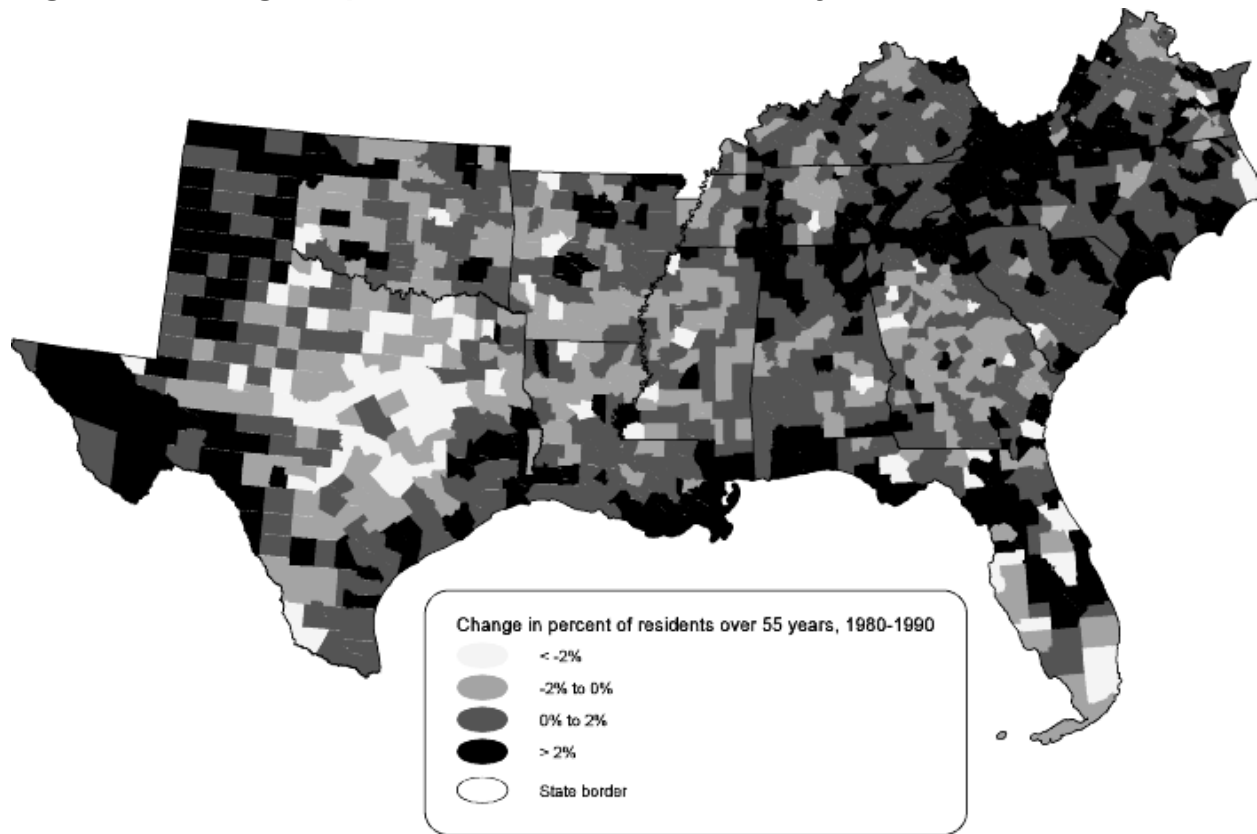 Change in percent of residents over 55 years, 1980-1990
< -2%
-2% to 0%
0% to 2%
> 2%
State border